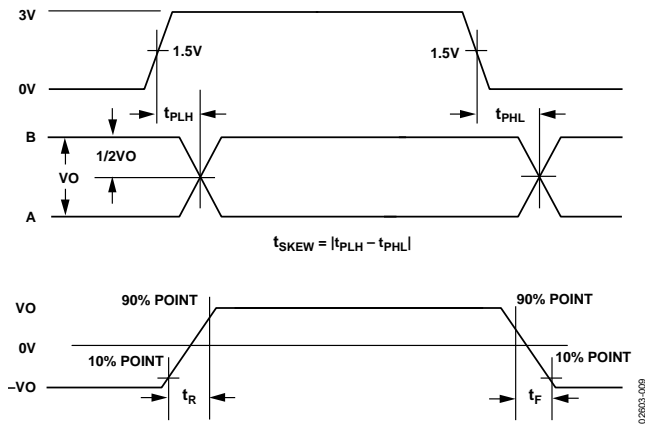 3V
1.5V
1.5V
0V
tPLH
tPHL
B
1/2VO
VO
A
tSKEW = |tPLH – tPHL|
VO
90% POINT
90% POINT
0V
10% POINT
10% POINT
–VO
tR
tF
02603-009